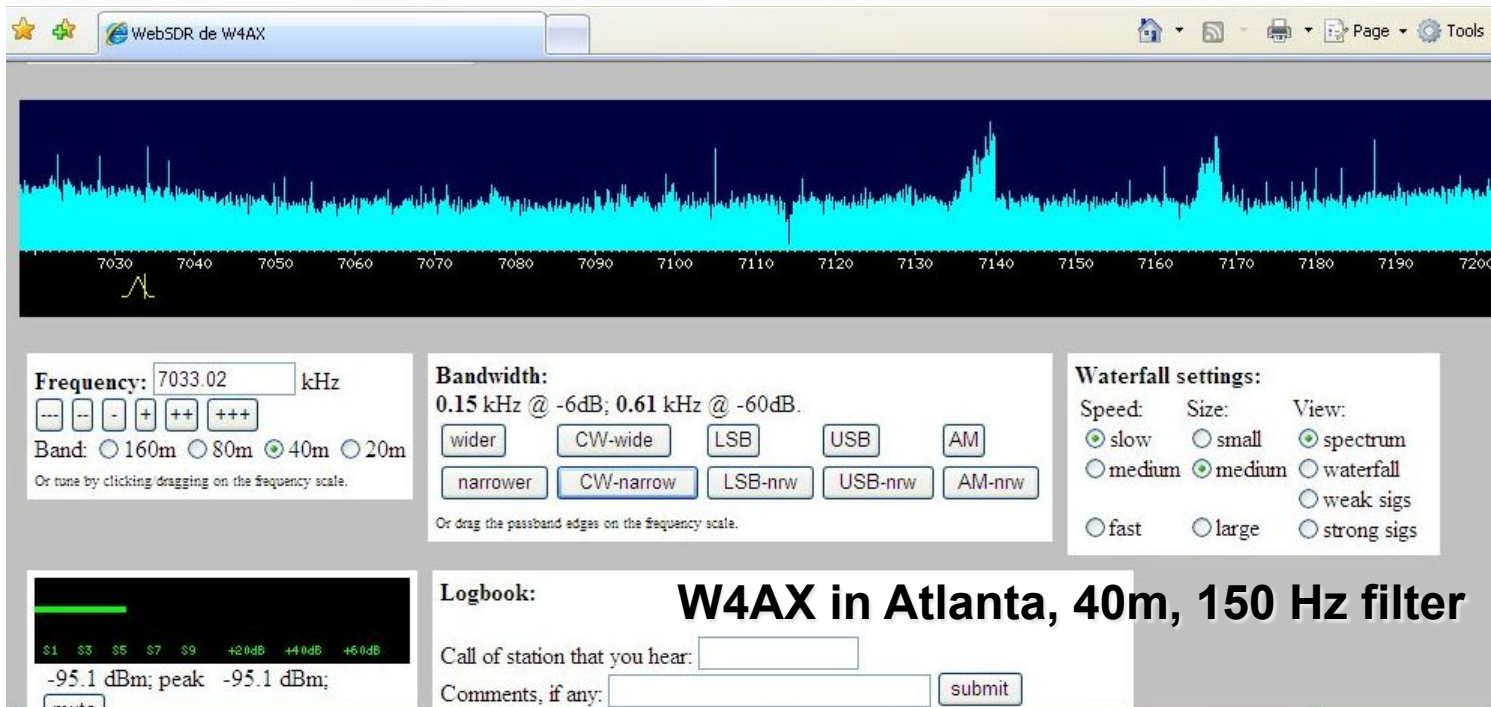 WebSDR de W4AX
Page Tools
7030 7040 7050 7060 7070 7080 7090 7100 7110 7120 7130 7140 7150 7160 7170 7180 7190
Frequency: 7033.02 kHz
--- -- - + ++ +++
Band: 160m 80m 40m 20m
Or tune by clicking/dragging on the frequency scale.
Bandwidth:
0.15 kHz @ -6dB; 0.61 kHz @ -60dB.
wider CW-wide LSB USB AM
narrower CW-narrow LSB-nrw USB-nrw AM-nrw
Or drag the passband edges on the frequency scale.
Waterfall settings:
Speed: Size: View:
slow small spectrum
medium medium waterfall
weak sigs
fast large strong sigs
S1 S3 S5 S7 S9 +20dB +40dB +60dB
-95.1 dBm; peak -95.1 dBm;
mute
Logbook:
W4AX in Atlanta, 40m, 150 Hz filter
Call of station that you hear:
Comments, if any: submit